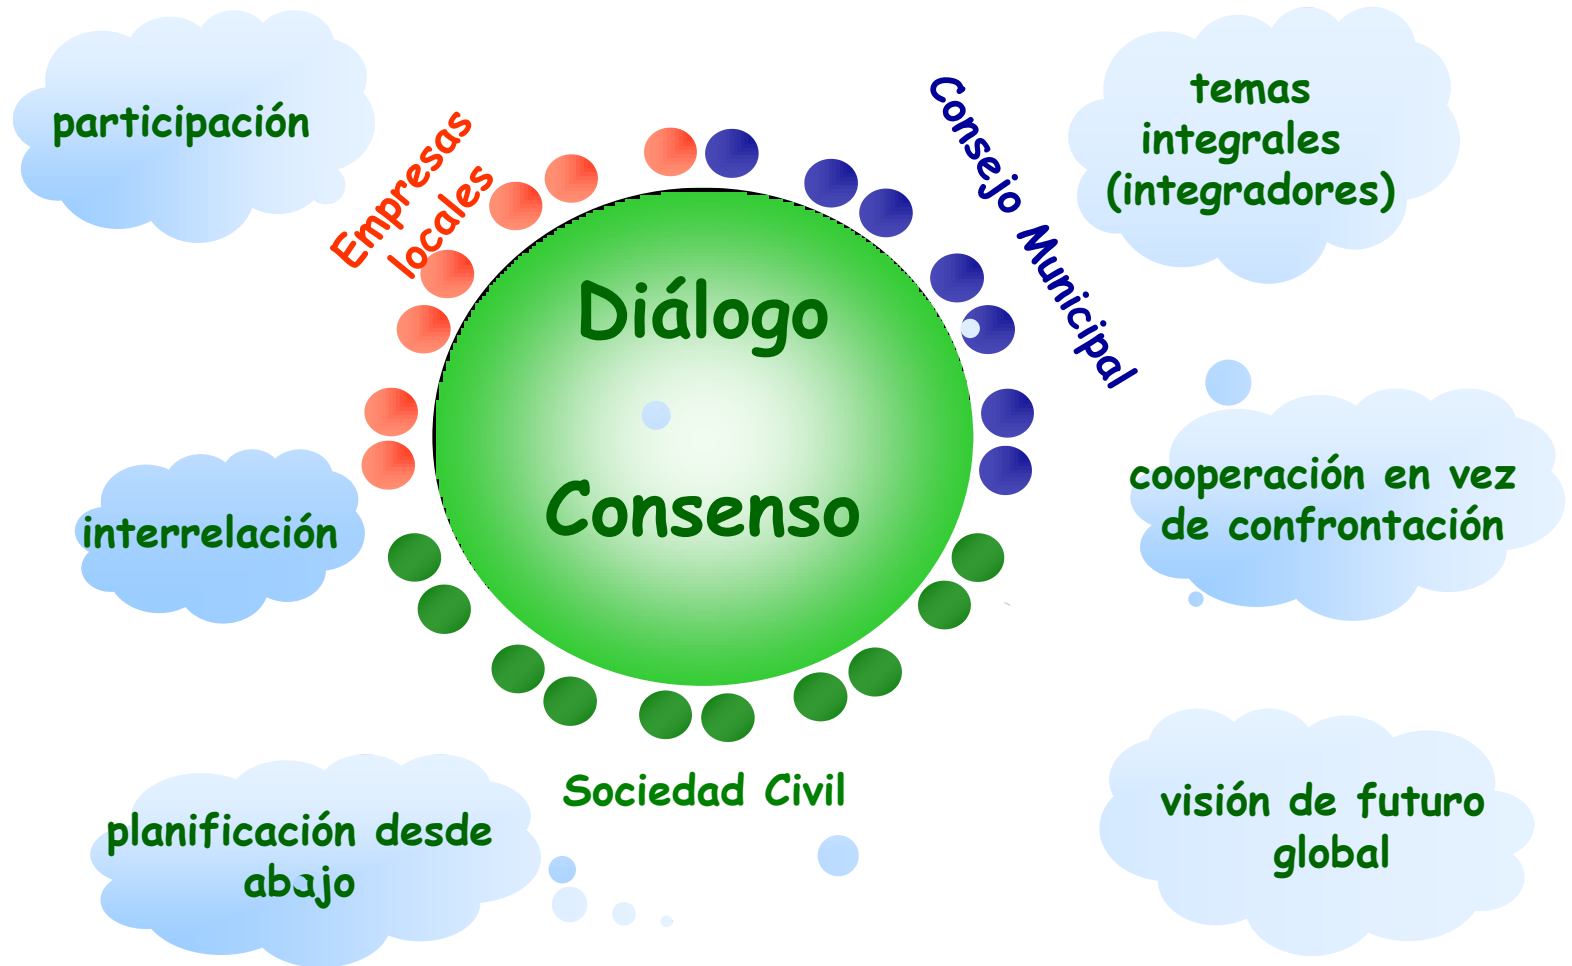 participación
Empresas
locales
Consejo Municipal
temas
integrales
(integradores)
Diálogo
Consenso
interrelación
cooperación en vez
de confrontación
Sociedad Civil
planificación desde
abajo
visión de futuro
global